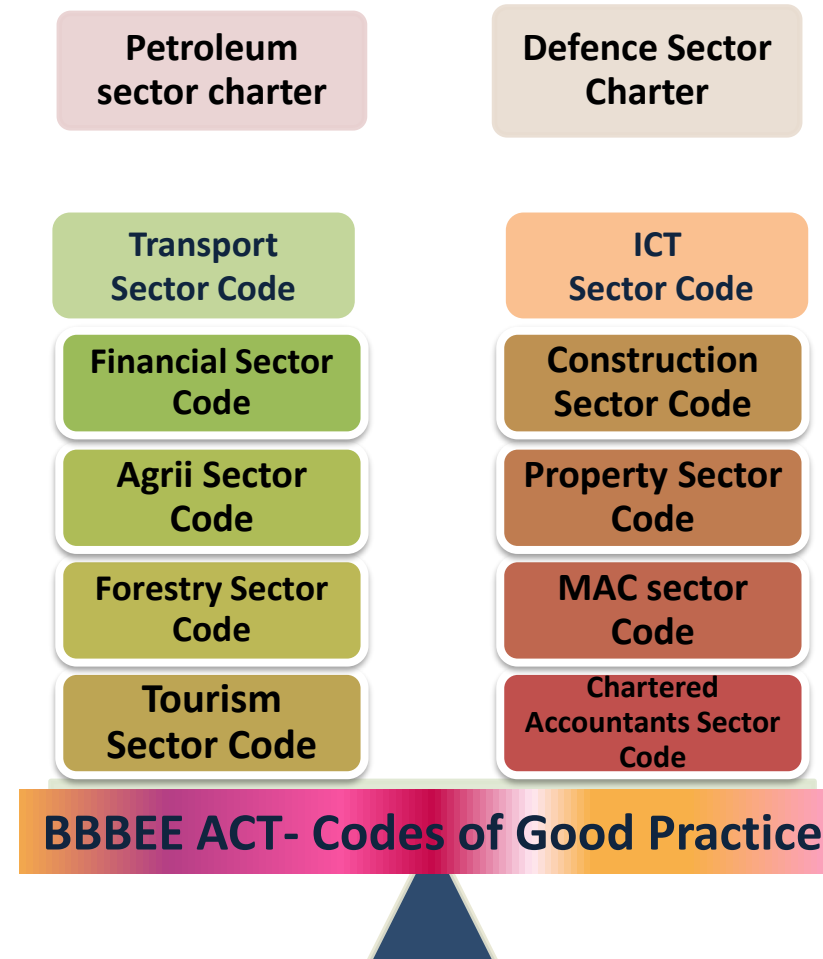 Petroleum
sector charter
Defence Sector
Charter
Transport
Sector Code
ICT
Sector Code
Financial Sector
Code
Construction
Sector Code
Agrii Sector
Code
Property Sector
Code
Forestry Sector
Code
MAC sector
Code
Tourism
Sector Code
Chartered
Accountants Sector
Code
BBBEE ACT- Codes of Good Practice